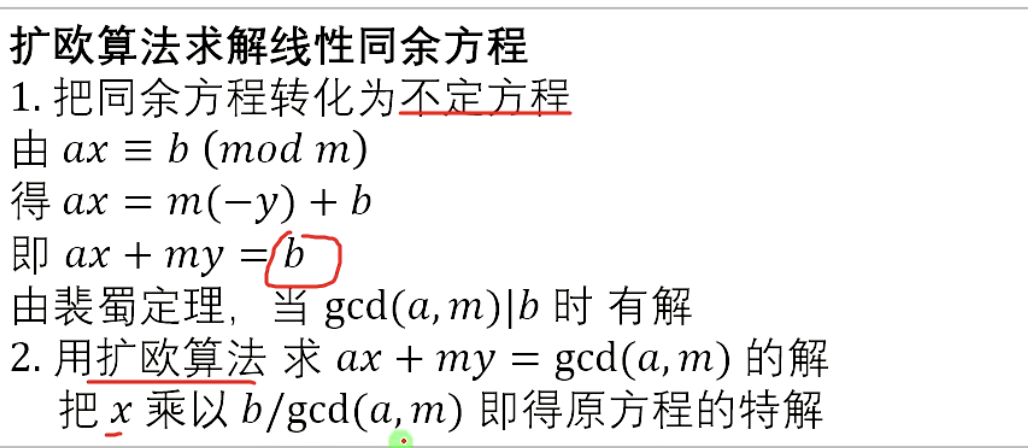 扩欧算法求解线性同余方程
1. 把同余方程转化为不定方程
由 ax ≡ b (mod m)
得 ax = m(−y) + b
即 ax + my = b
由裴蜀定理，当 gcd(a, m)|b 时 有解
2. 用扩欧算法 求 ax + my = gcd(a, m) 的解
把 x 乘以 b/gcd(a, m) 即得原方程的特解